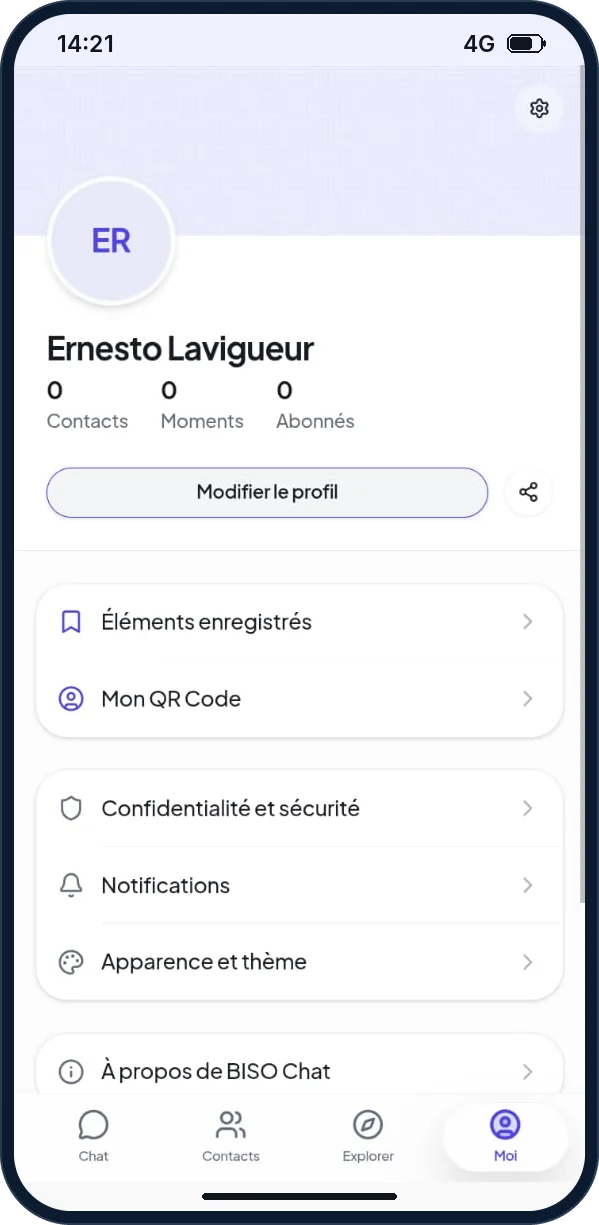 14:21
4G
ER
Ernesto Lavigueur
0 0 0
Contacts Moments Abonnés
Modifier le profil
Éléments enregistrés
Mon QR Code
Confidentialité et sécurité
Notifications
Apparence et thème
À propos de BISO Chat
Chat Contacts Explorer Moi